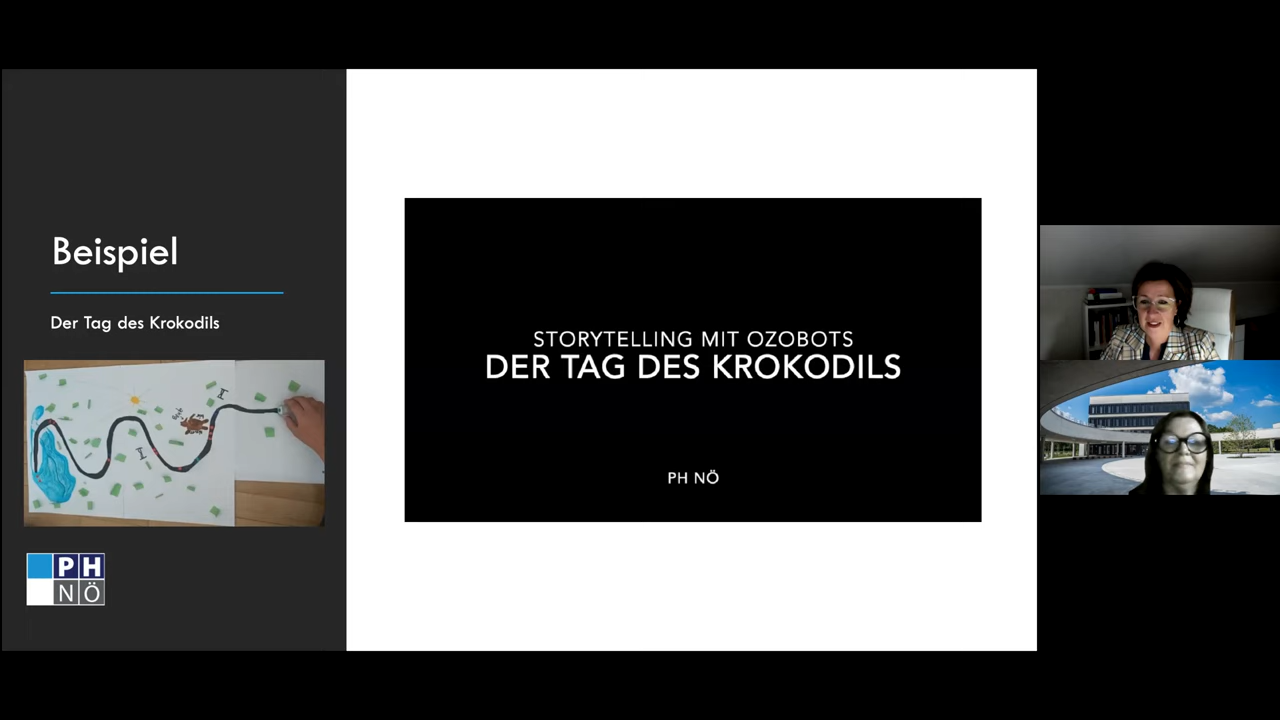 Beispiel
Der Tag des Krokodils
PH
NÖ
STORYTELLING MIT OZOBOTS
DER TAG DES KROKODILS
PH NÖ